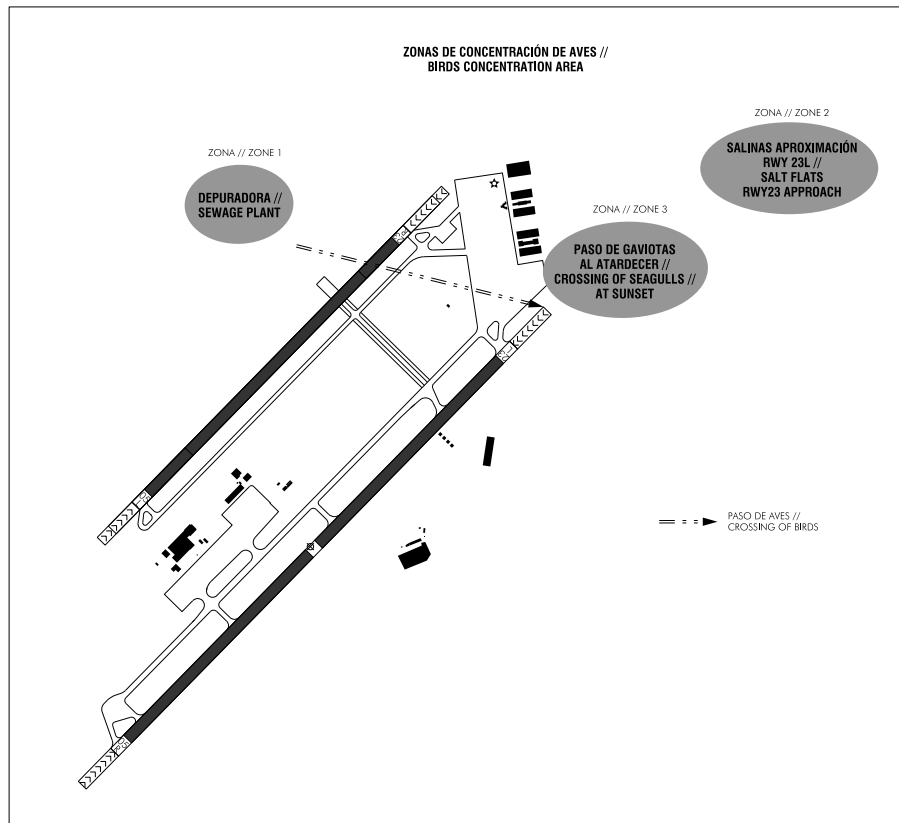 ZONAS DE CONCENTRACIÓN DE AVES //
BIRDS CONCENTRATION AREA
ZONA // ZONE 2
SALINAS APROXIMACIÓN
RWY 23L //
SALT FLATS
RWY23 APPROACH
ZONA // ZONE 1
DEPURADORA //
SEWAGE PLANT
ZONA // ZONE 3
PASO DE GAVIOTAS
AL ATARDECER //
CROSSING OF SEAGULLS //
AT SUNSET
PASO DE AVES //
CROSSING OF BIRDS